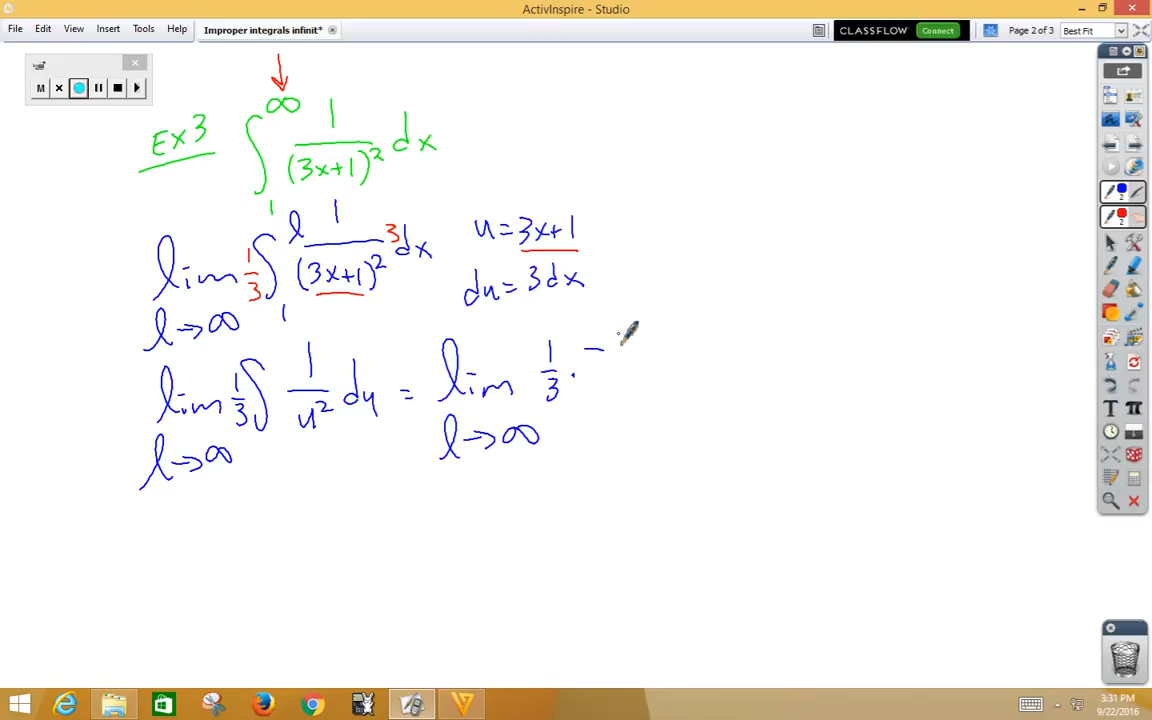 ActivInspire - Studio
File Edit View Insert Tools Help Improper integrals infinit* CLASSFLOW Connect Page 2 of 3 Best Fit
M
Ex 3 ∫₁^∞ 1/(3x+1)² dx
lim l→∞ 1/3 ∫₁^l 1/(3x+1)² 3dx u = 3x+1
du = 3dx
lim l→∞ 1/3 ∫ 1/u² du = lim l→∞ 1/3 · −
3:31 PM
9/22/2016